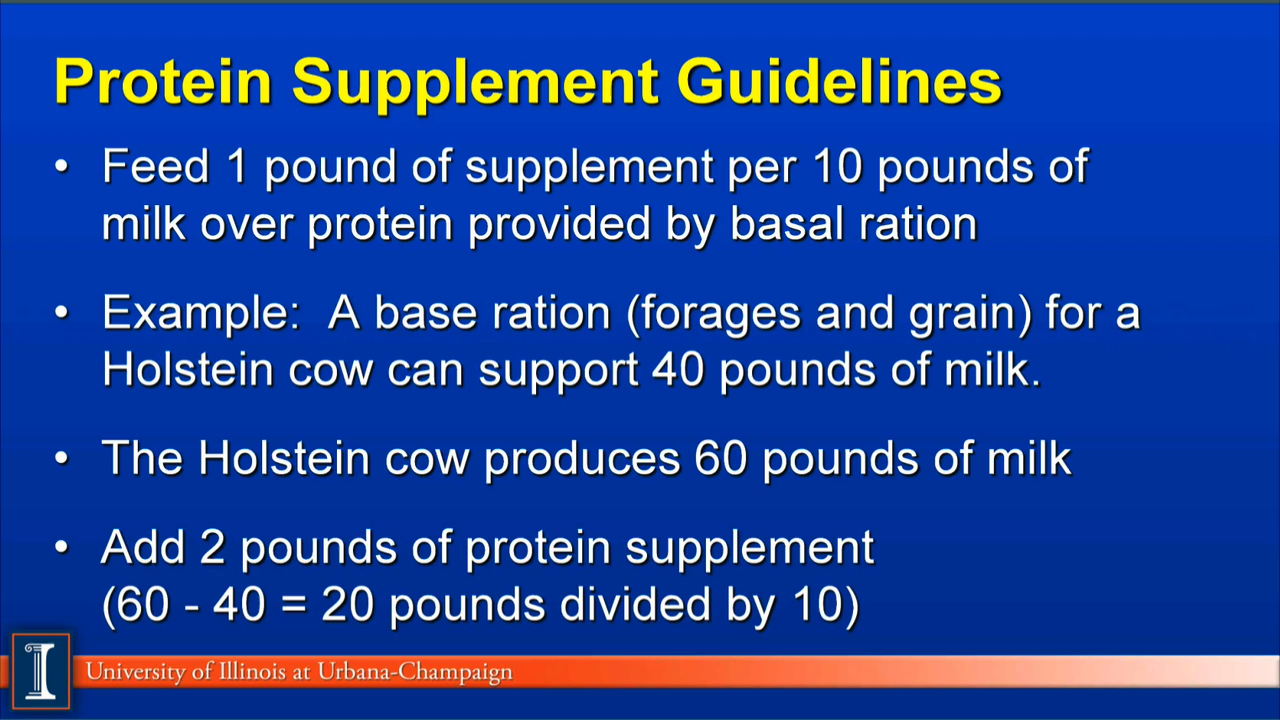 Protein Supplement Guidelines
• Feed 1 pound of supplement per 10 pounds of
milk over protein provided by basal ration
• Example:  A base ration (forages and grain) for a
Holstein cow can support 40 pounds of milk.
• The Holstein cow produces 60 pounds of milk
• Add 2 pounds of protein supplement
(60 - 40 = 20 pounds divided by 10)
I
University of Illinois at Urbana-Champaign